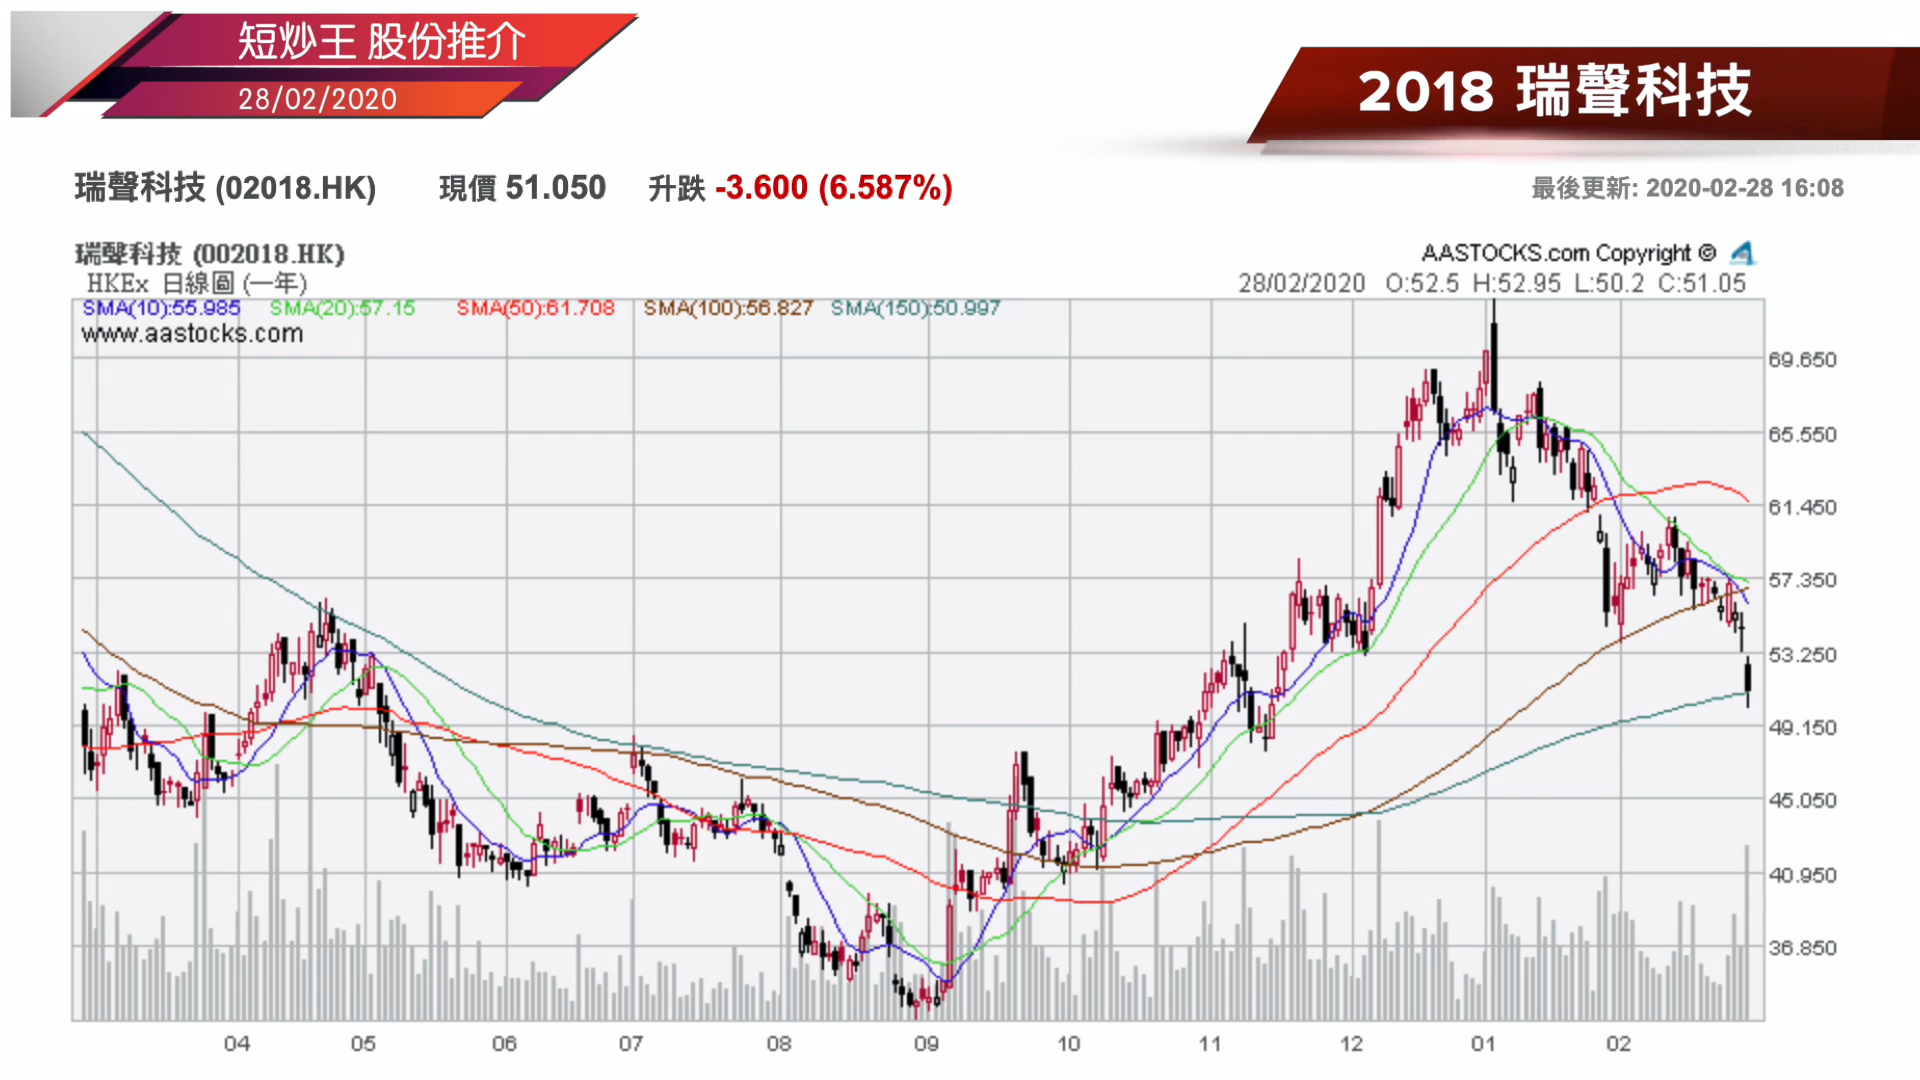 短炒王 股份推介
28/02/2020
2018 瑞聲科技
瑞聲科技 (02018.HK) 現價 51.050 升跌 -3.600 (6.587%)
最後更新: 2020-02-28 16:08
瑞聲科技 (002018.HK)
AASTOCKS.com Copyright ©
HKEx 日線圖 (一年)
28/02/2020 O:52.5 H:52.95 L:50.2 C:51.05
SMA(10):55.985 SMA(20):57.15 SMA(50):61.708 SMA(100):56.827 SMA(150):50.997
www.aastocks.com
69.650
65.550
61.450
57.350
53.250
49.150
45.050
40.950
36.850
04 05 06 07 08 09 10 11 12 01 02